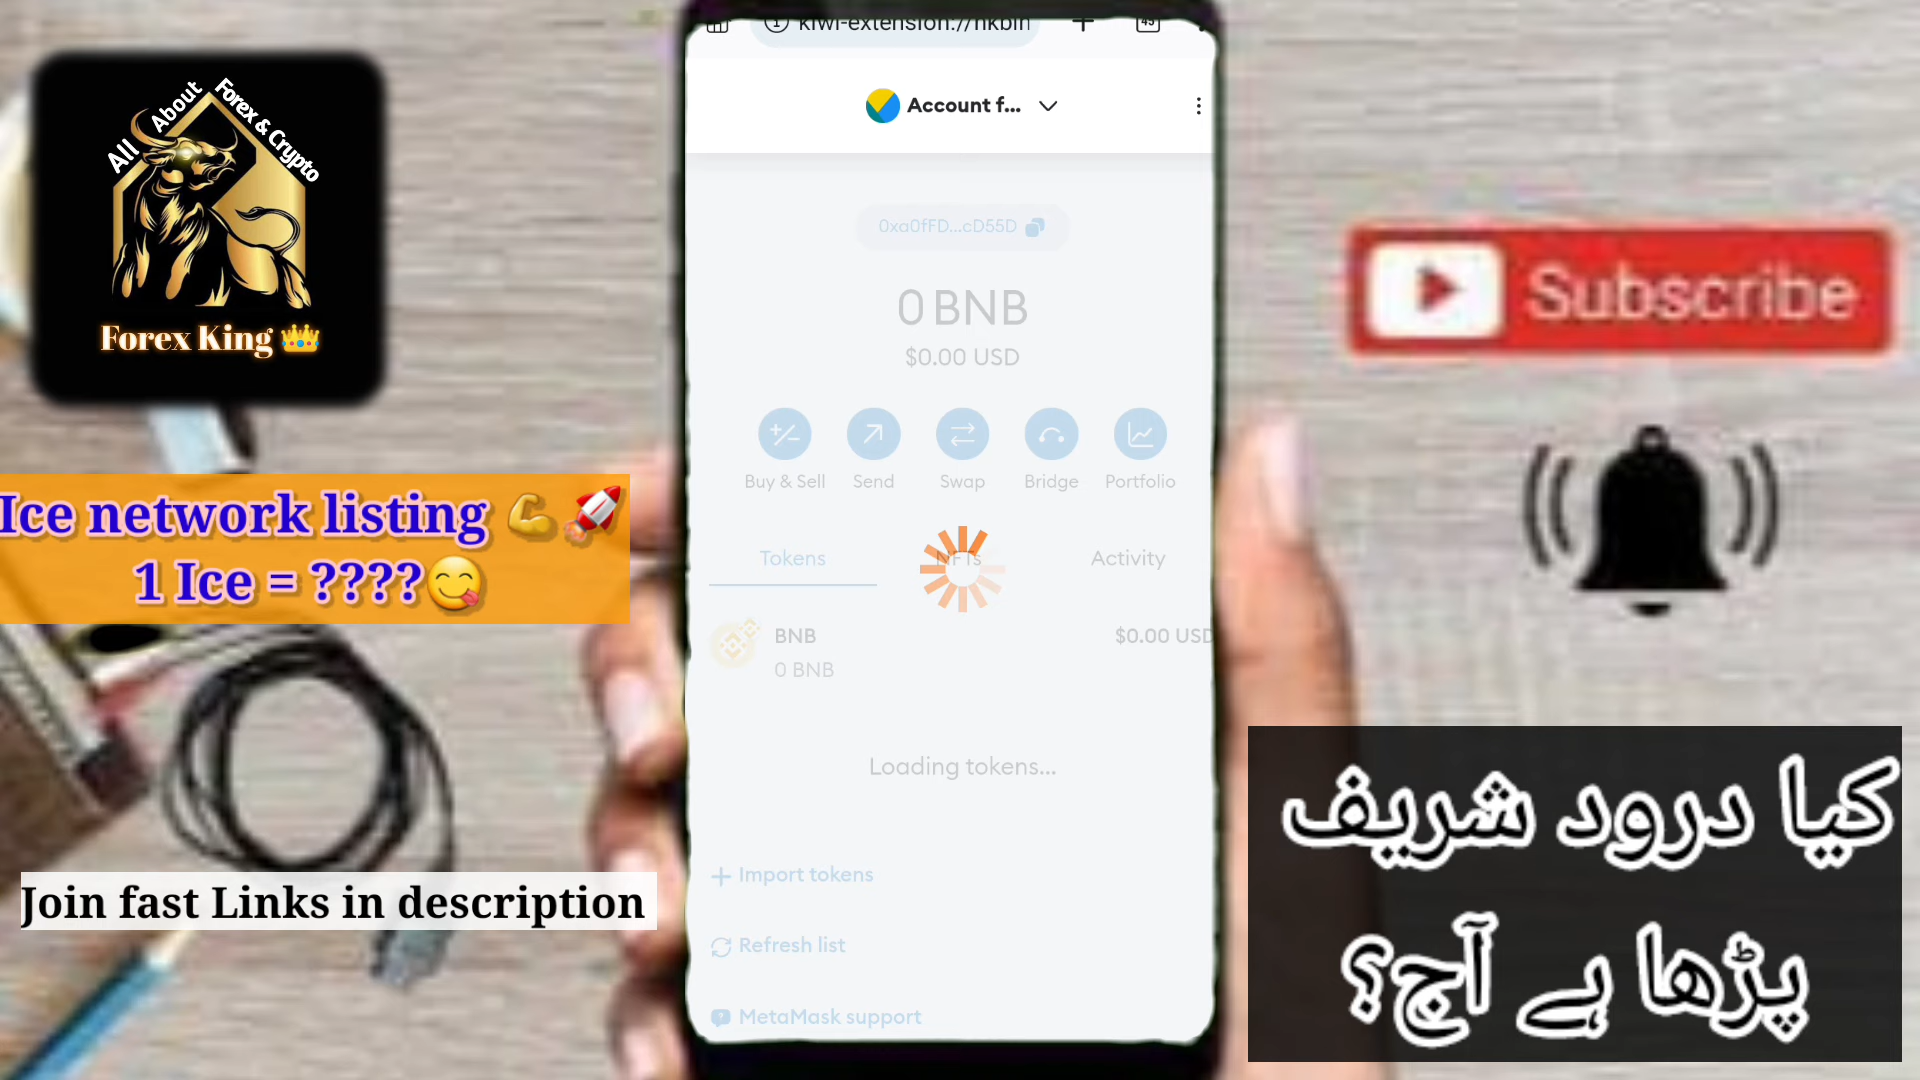 All About Forex & Crypto
Forex King 👑
Ice network listing 💪🚀
1 Ice = ????😋
Join fast Links in description
kiwi-extension://nkbih
45
Account f...
0xa0fFD...cD55D
0 BNB
$0.00 USD
Buy & Sell Send Swap Bridge Portfolio
Tokens NFTs Activity
BNB $0.00 USD
0 BNB
Loading tokens...
Import tokens
Refresh list
MetaMask support
Subscribe
کیا درود شریف
پڑھا ہے آج؟